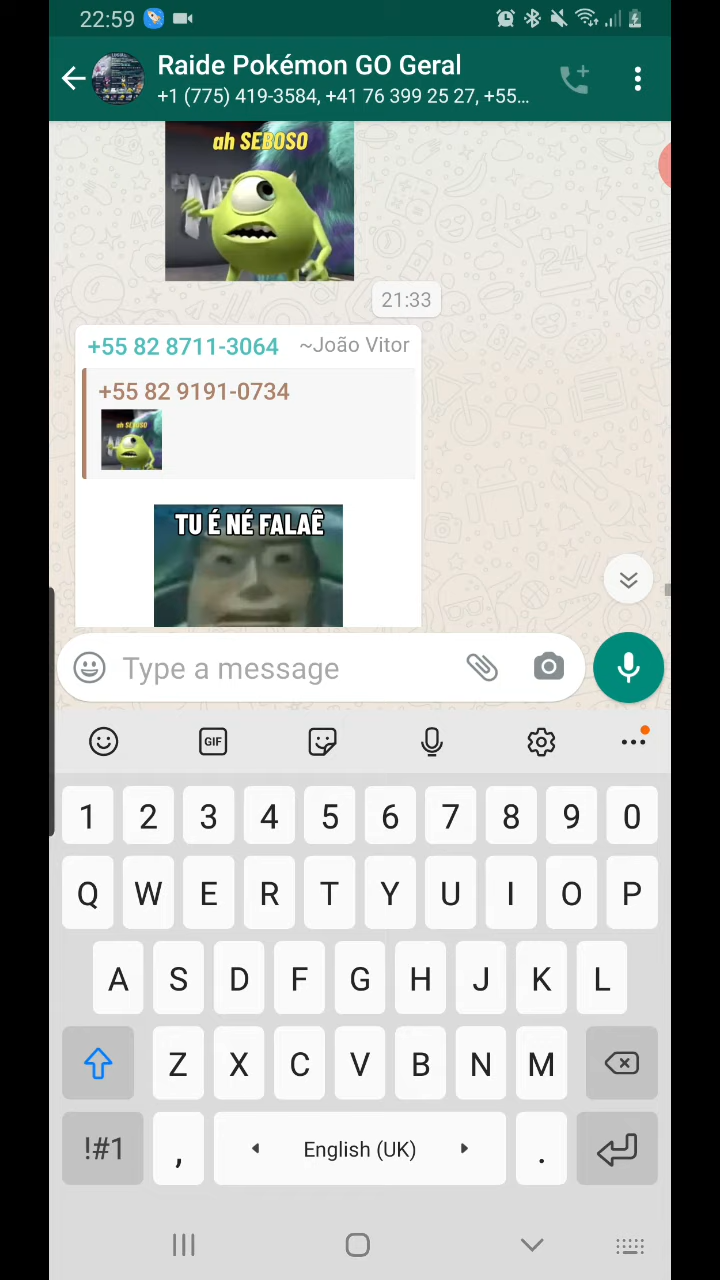 22:59
Raide Pokémon GO Geral
+1 (775) 419-3584, +41 76 399 25 27, +55...
ah SEBOSO
21:33
+55 82 8711-3064 ~João Vitor
+55 82 9191-0734
ah SEBOSO
TU É NÉ FALAÊ
Type a message
GIF
1 2 3 4 5 6 7 8 9 0
Q W E R T Y U I O P
A S D F G H J K L
Z X C V B N M
!#1 , English (UK) .